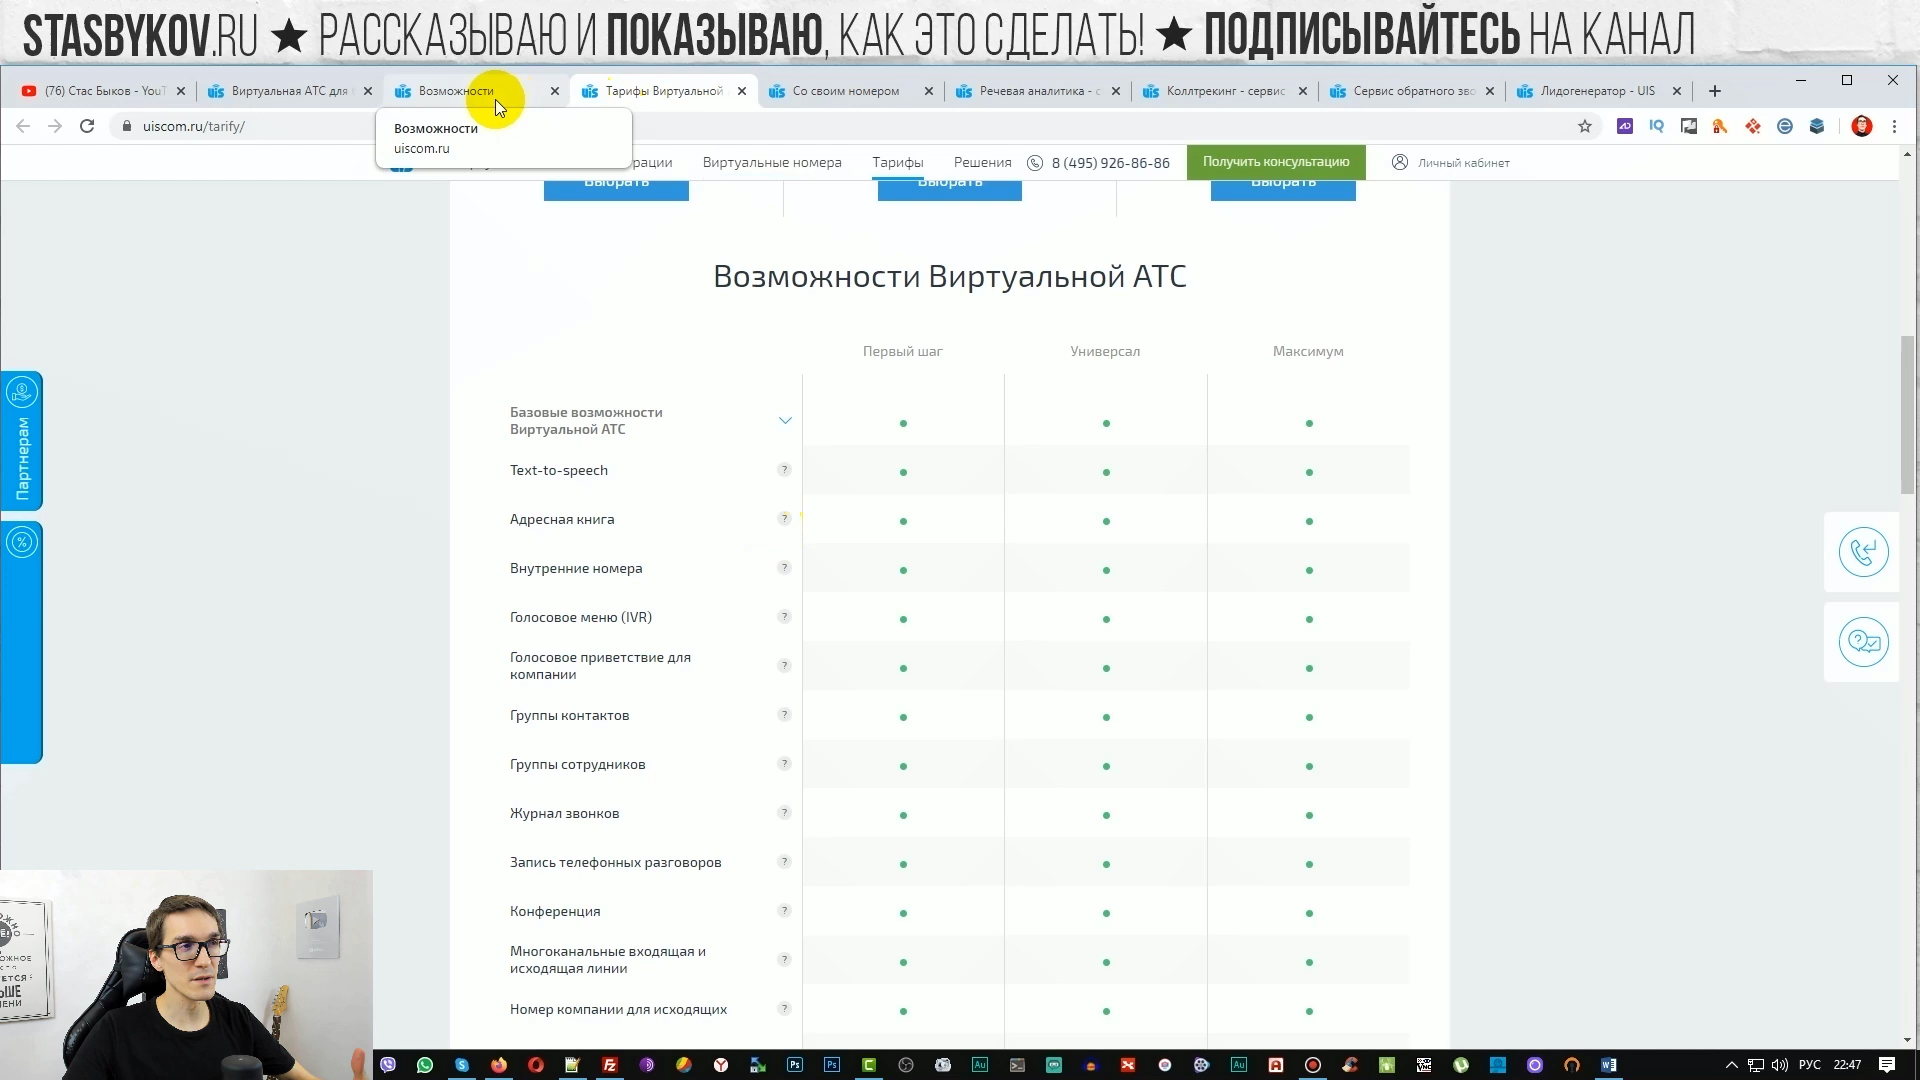 STASBYKOV.RU ★ РАССКАЗЫВАЮ И ПОКАЗЫВАЮ, КАК ЭТО СДЕЛАТЬ! ★ ПОДПИСЫВАЙТЕСЬ НА КАНАЛ
(76) Стас Быков - YouT
Виртуальная АТС для
Возможности
Тарифы Виртуальной
Со своим номером
Речевая аналитика - с
Коллтрекинг - сервис
Сервис обратного зво
Лидогенератор - UIS
uiscom.ru/tarify/
Возможности
uiscom.ru
Виртуальные номера
Тарифы
Решения
8 (495) 926-86-86
Получить консультацию
Личный кабинет
Выбрать
Выбрать
Выбрать
Возможности Виртуальной АТС
Первый шаг
Универсал
Максимум
Базовые возможности
Виртуальной АТС
Text-to-speech
Адресная книга
Внутренние номера
Голосовое меню (IVR)
Голосовое приветствие для
компании
Группы контактов
Группы сотрудников
Журнал звонков
Запись телефонных разговоров
Конференция
Многоканальные входящая и
исходящая линии
Номер компании для исходящих
Партнерам
РУС
22:47